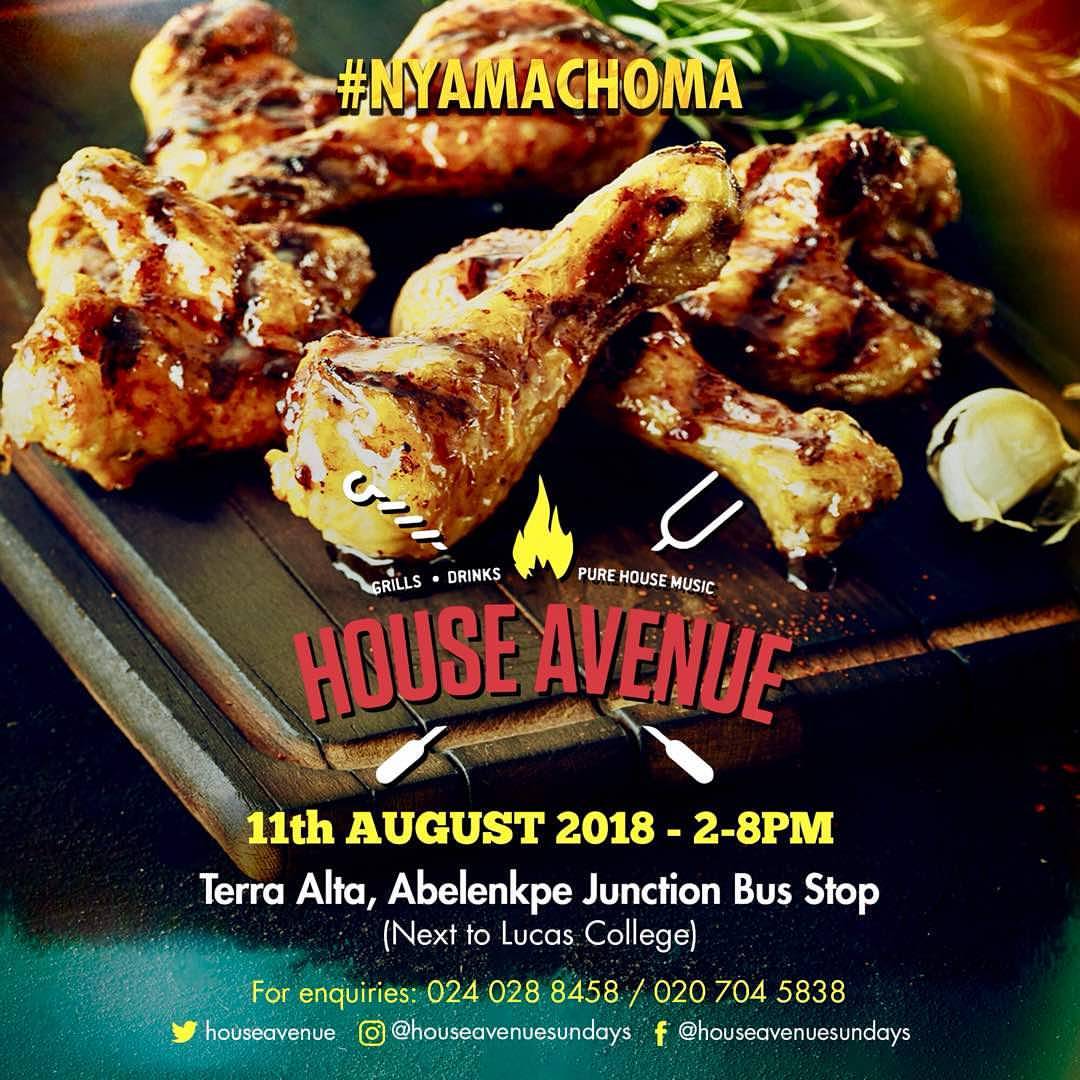 #NYAMACHOMA
GRILLS • DRINKS PURE HOUSE MUSIC
HOUSE AVENUE
11th AUGUST 2018 - 2-8PM
Terra Alta, Abelenkpe Junction Bus Stop
(Next to Lucas College)
For enquiries: 024 028 8458 / 020 704 5838
houseavenue @houseavenuesundays f @houseavenuesundays